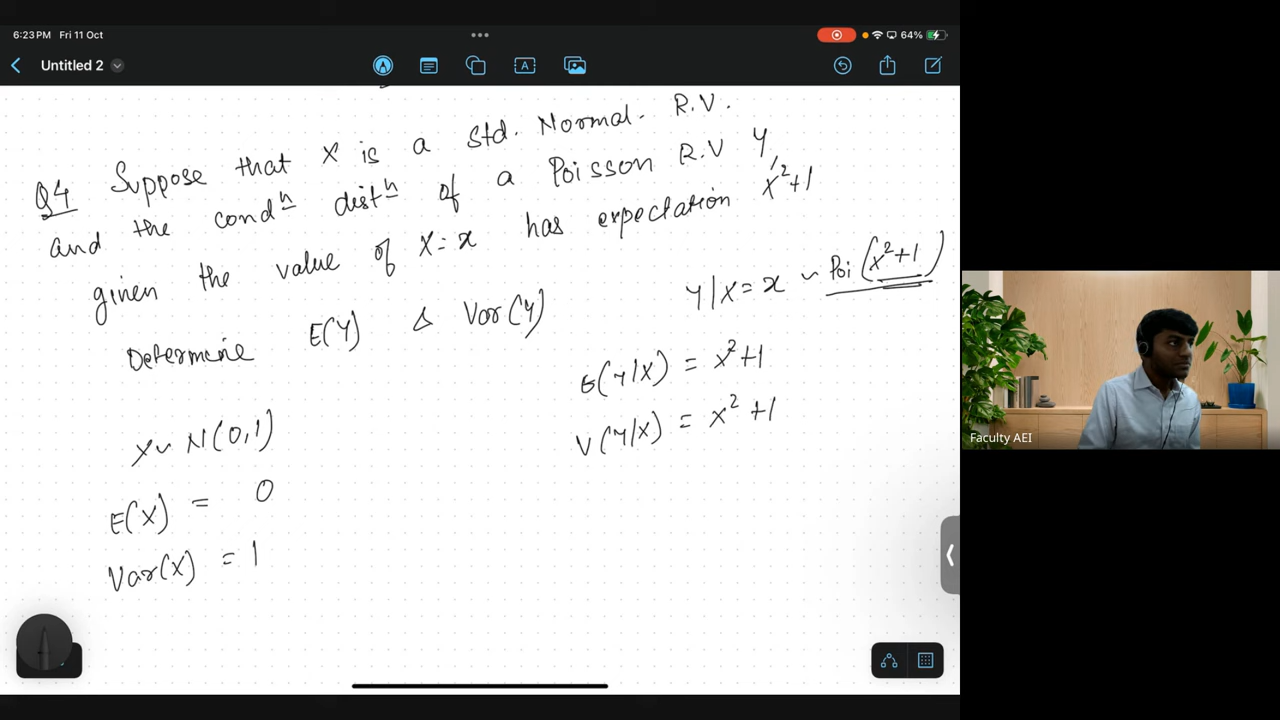 6:23 PM Fri 11 Oct
64%
Untitled 2
A
Q4 Suppose that X is a Std. Normal. R.V.
and the condⁿ distⁿ of a Poisson R.V Y,
given the value of X=x has expectation x²+1
Determine E(Y) & Var(Y)
Y/X=x ~ Poi (x²+1)
E(Y/X) = x²+1
V(Y/X) = x²+1
X~ N(0,1)
E(X) = 0
Var(X) = 1
Faculty AEI